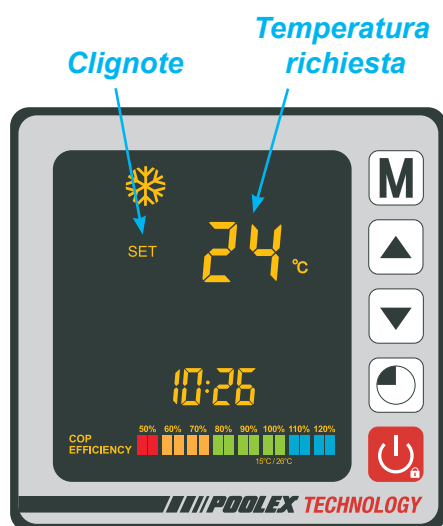 Temperatura
Clignote
richiesta
M
SET
24 °C
10:26
50% 60% 70% 80% 90% 100% 110% 120%
COP
EFFICIENCY
15°C / 26°C
POOLEX TECHNOLOGY